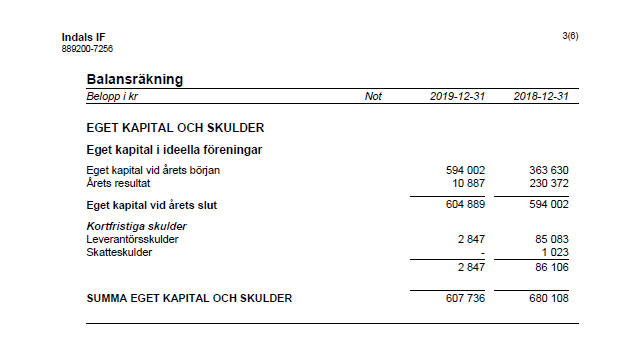 Indals IF 3(6)
889200-7256
Balansräkning
Belopp i kr Not 2019-12-31 2018-12-31
EGET KAPITAL OCH SKULDER
Eget kapital i ideella föreningar
Eget kapital vid årets början 594 002 363 630
Årets resultat 10 887 230 372
Eget kapital vid årets slut 604 889 594 002
Kortfristiga skulder
Leverantörsskulder 2 847 85 083
Skatteskulder - 1 023
2 847 86 106
SUMMA EGET KAPITAL OCH SKULDER 607 736 680 108